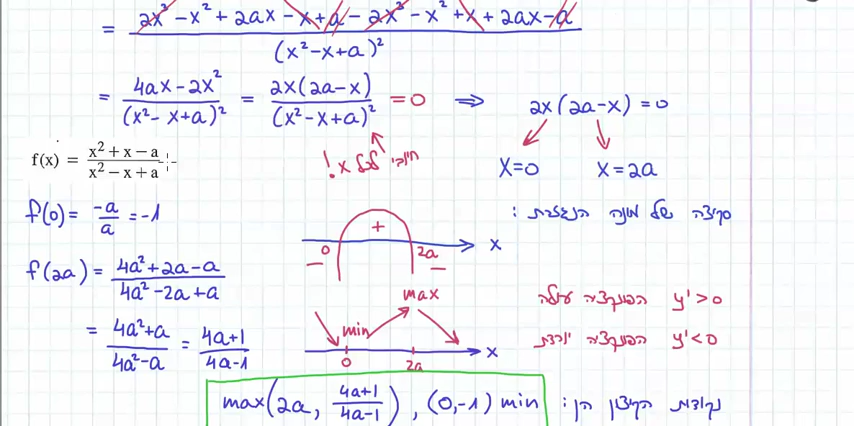 = 2x³ - x² + 2ax - x + a - 2x³ - x² + x + 2ax - a / (x² - x + a)²
= 4ax - 2x² / (x² - x + a)² = 2x(2a - x) / (x² - x + a)² = 0 ⇒ 2x(2a - x) = 0
חיובי לכל x!
x = 0 x = 2a
f(x) = x² + x - a / x² - x + a
f(0) = -a / a = -1
סקיצה של מונה הנגזרת:
0 + 2a x
− −
f(2a) = 4a² + 2a - a / 4a² - 2a + a
max
y' > 0 הפונקציה עולה
= 4a² + a / 4a² - a = 4a + 1 / 4a - 1
min
y' < 0 הפונקציה יורדת
0 2a x
נקודות הקיצון הן: max(2a, 4a+1 / 4a-1), (0, -1) min